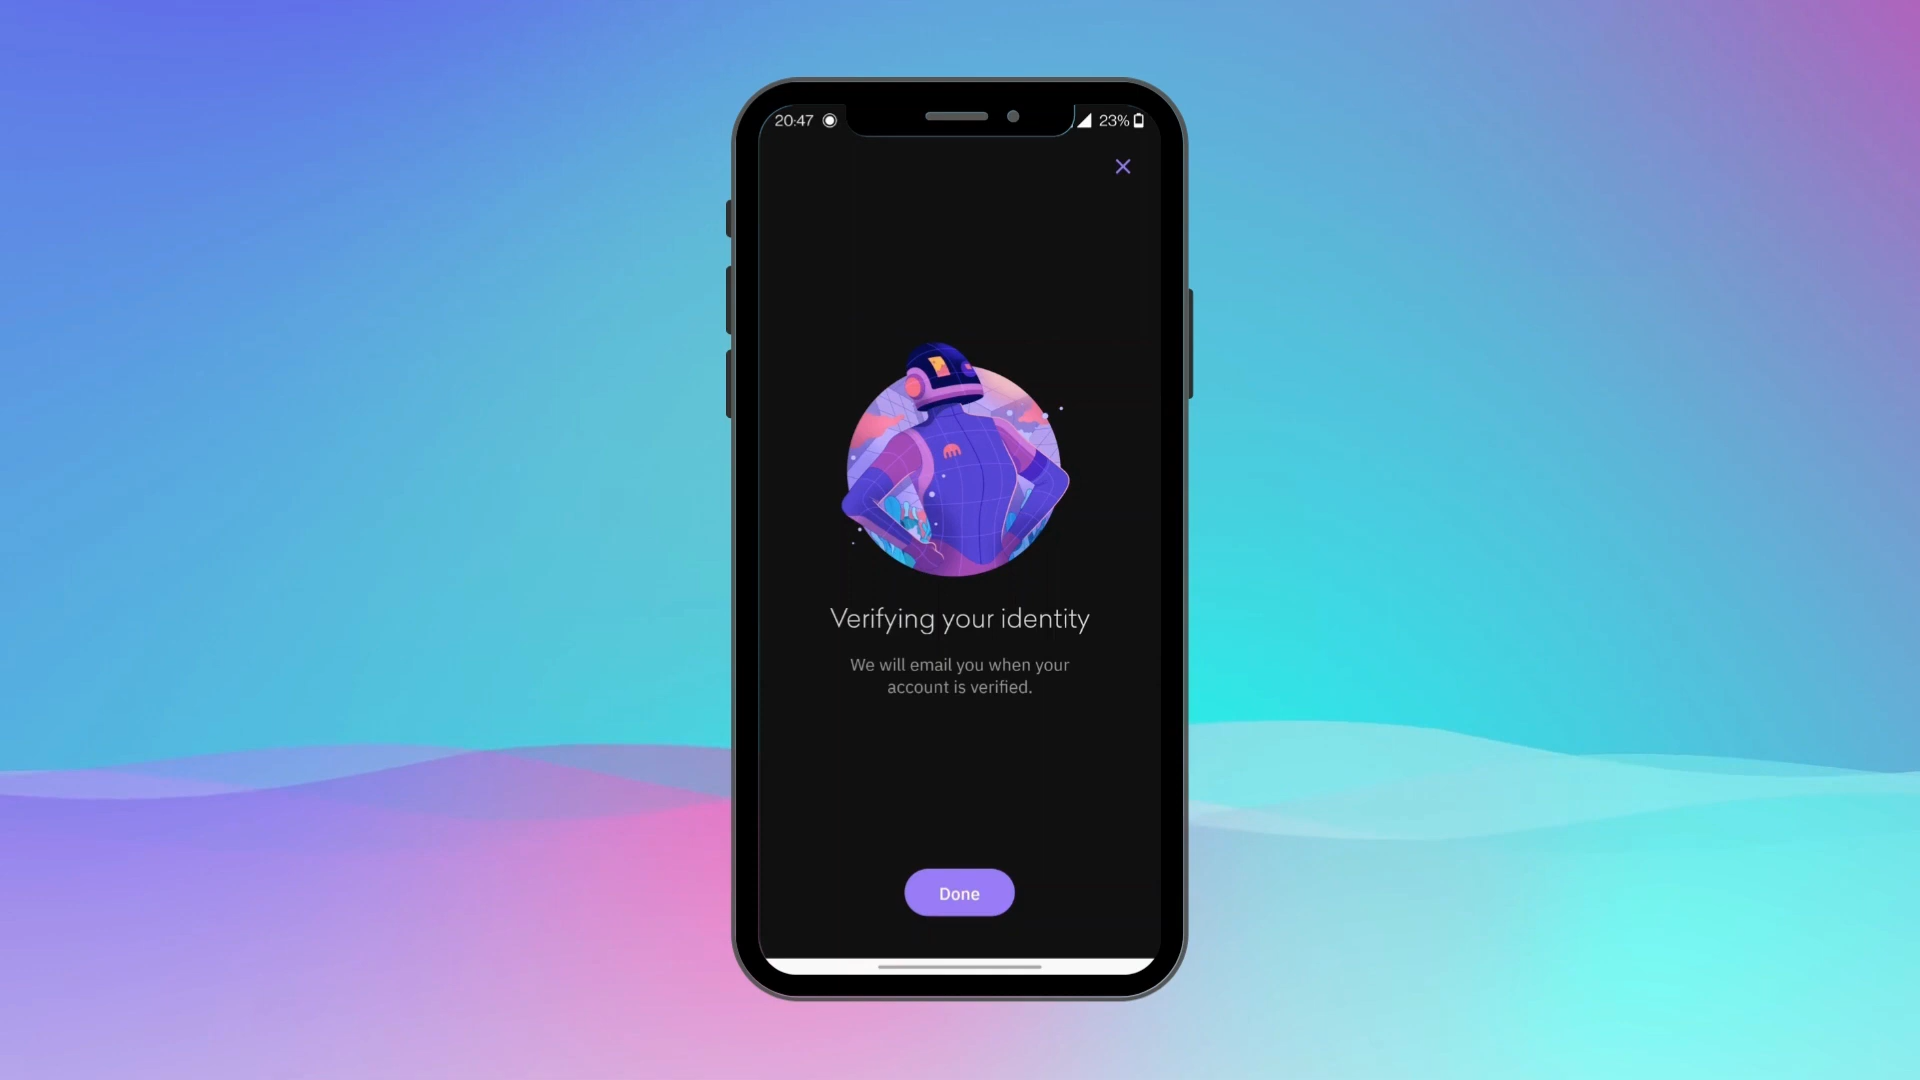 20:47
23%
Verifying your identity
We will email you when your
account is verified.
Done